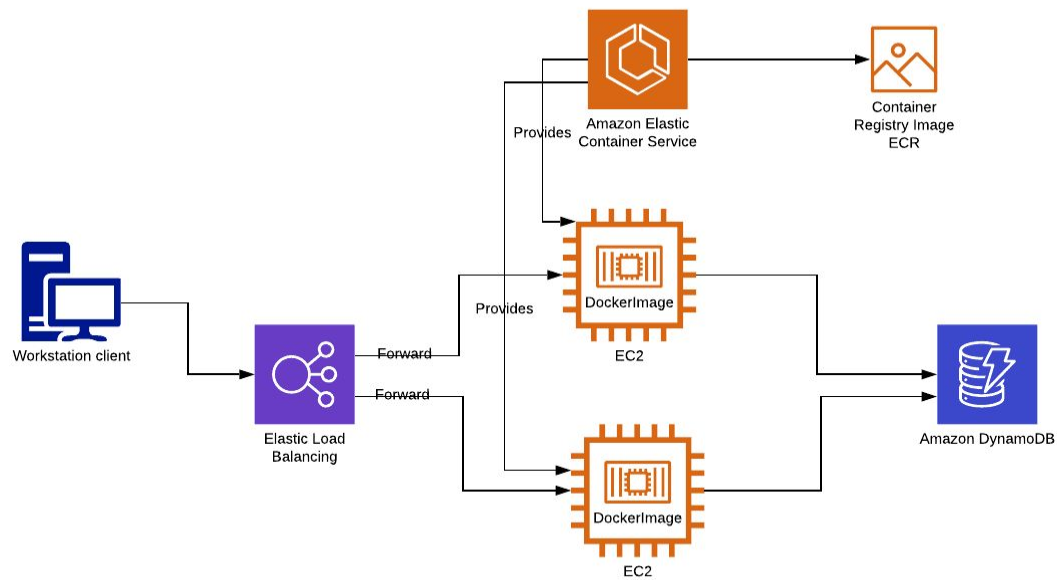 Provides
Amazon Elastic
Container Service
Container
Registry Image
ECR
DockerImage
EC2
Provides
Workstation client
Forward
Forward
Elastic Load
Balancing
Amazon DynamoDB
DockerImage
EC2